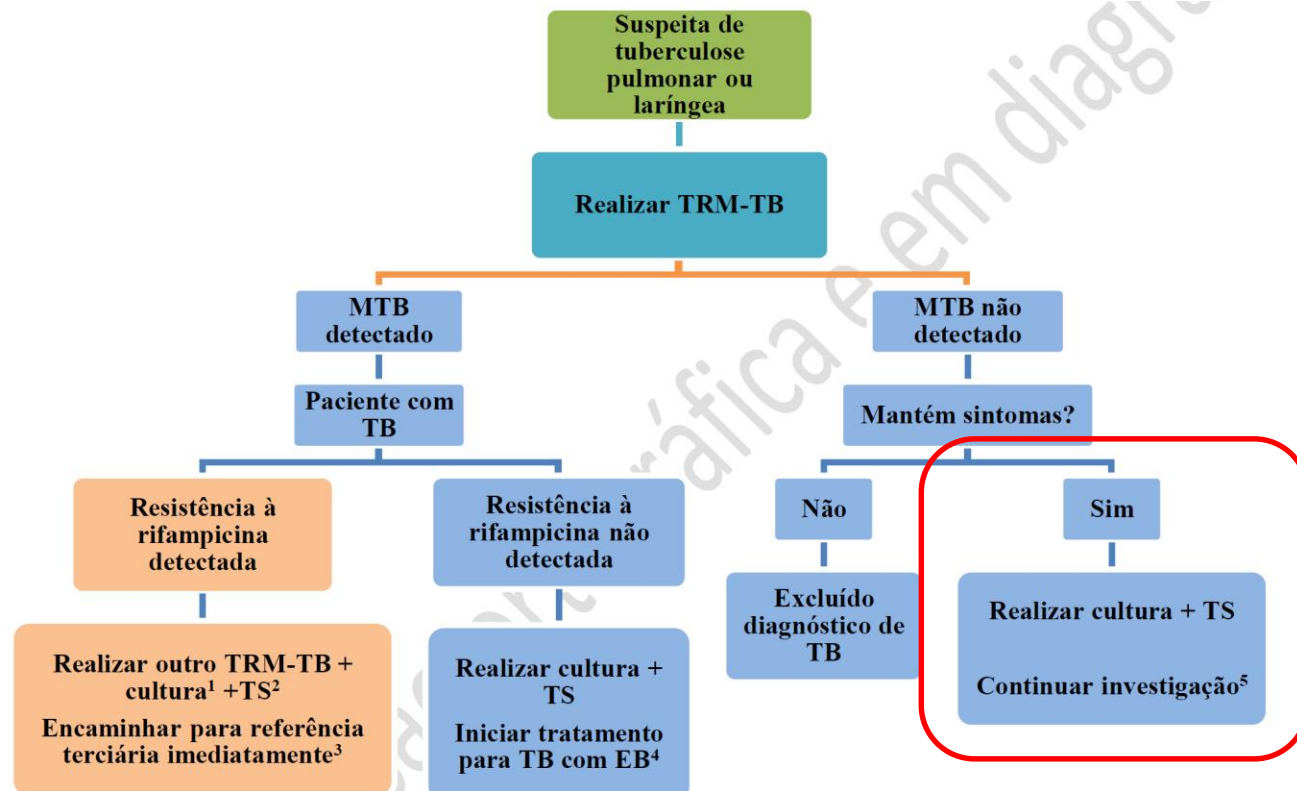 Suspeita de
tuberculose
pulmonar ou
laríngea
Realizar TRM-TB
MTB
detectado
MTB não
detectado
Paciente com
TB
Mantém sintomas?
Resistência à
rifampicina
detectada
Resistência à
rifampicina não
detectada
Não
Sim
Realizar outro TRM-TB +
cultura¹ +TS²
Encaminhar para referência
terciária imediatamente³
Realizar cultura +
TS
Iniciar tratamento
para TB com EB⁴
Excluído
diagnóstico de
TB
Realizar cultura + TS
Continuar investigação⁵
ráfica e em diagra